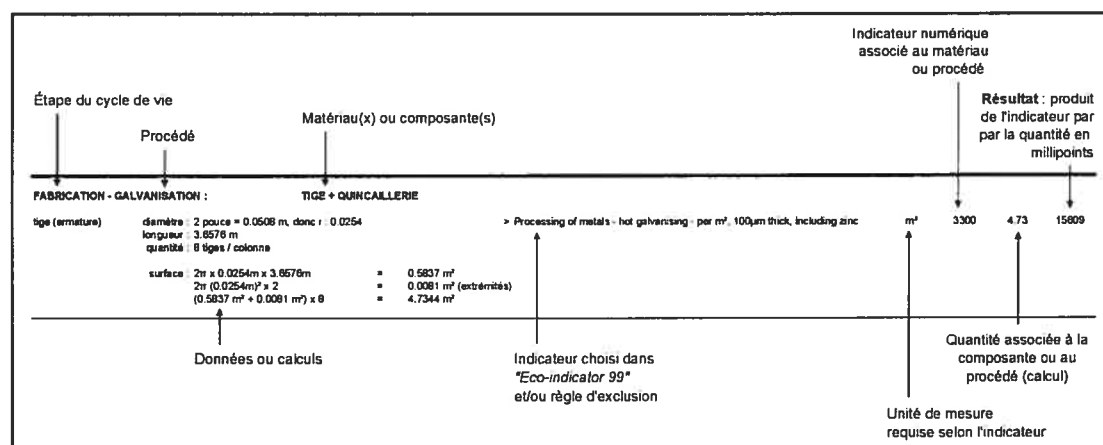 Indicateur numérique
associé au matériau
ou procédé
Étape du cycle de vie
Procédé
Matériau(x) ou composante(s)
Résultat : produit
de l'indicateur par
par la quantité en
millipoints
FABRICATION - GALVANISATION : TIGE + QUINCAILLERIE
tige (armature) diamètre : 2 pouce = 0.0508 m, donc r : 0.0254 > Processing of metals - hot galvanising - per m², 100µm thick, including zinc m² 3300 4.73 15609
longueur : 3.6576 m
quantité : 8 tiges / colonne
surface : 2π x 0.0254m x 3.6576m = 0.5837 m²
2π (0.0254m)² x 2 = 0.0081 m² (extrémités)
(0.5837 m² + 0.0081 m²) x 8 = 4.7344 m²
Données ou calculs
Indicateur choisi dans
"Eco-indicator 99"
et/ou règle d'exclusion
Quantité associée à la
composante ou au
procédé (calcul)
Unité de mesure
requise selon l'indicateur